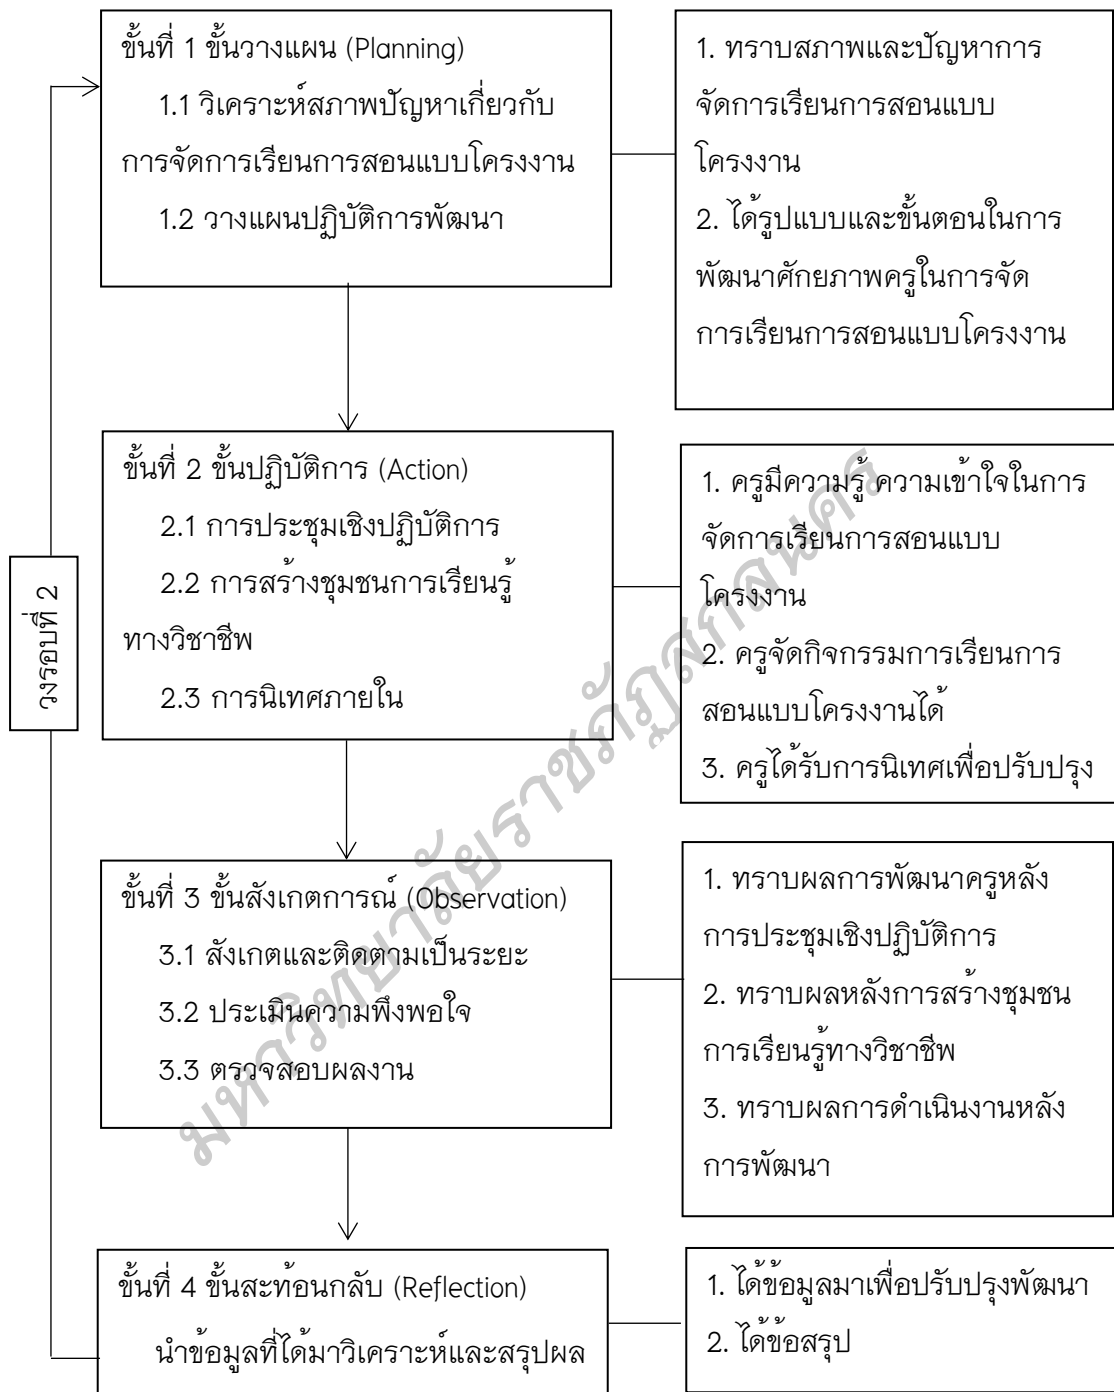 ขั้นที่ 1 ขั้นวางแผน (Planning)
1.1 วิเคราะห์สภาพปัญหาเกี่ยวกับ
การจัดการเรียนการสอนแบบโครงงาน
1.2 วางแผนปฏิบัติการพัฒนา
1. ทราบสภาพและปัญหาการ
จัดการเรียนการสอนแบบ
โครงงาน
2. ได้รูปแบบและขั้นตอนในการ
พัฒนาศักยภาพครูในการจัด
การเรียนการสอนแบบโครงงาน
ขั้นที่ 2 ขั้นปฏิบัติการ (Action)
2.1 การประชุมเชิงปฏิบัติการ
2.2 การสร้างชุมชนการเรียนรู้
ทางวิชาชีพ
2.3 การนิเทศภายใน
1. ครูมีความรู้ ความเข้าใจในการ
จัดการเรียนการสอนแบบ
โครงงาน
2. ครูจัดกิจกรรมการเรียนการ
สอนแบบโครงงานได้
3. ครูได้รับการนิเทศเพื่อปรับปรุง
วงรอบที่ 2
ขั้นที่ 3 ขั้นสังเกตการณ์ (Observation)
3.1 สังเกตและติดตามเป็นระยะ
3.2 ประเมินความพึงพอใจ
3.3 ตรวจสอบผลงาน
1. ทราบผลการพัฒนาครูหลัง
การประชุมเชิงปฏิบัติการ
2. ทราบผลหลังการสร้างชุมชน
การเรียนรู้ทางวิชาชีพ
3. ทราบผลการดำเนินงานหลัง
การพัฒนา
ขั้นที่ 4 ขั้นสะท้อนกลับ (Reflection)
นำข้อมูลที่ได้มาวิเคราะห์และสรุปผล
1. ได้ข้อมูลมาเพื่อปรับปรุงพัฒนา
2. ได้ข้อสรุป
มหาวิทยาลัยราชภัฏสกลนคร